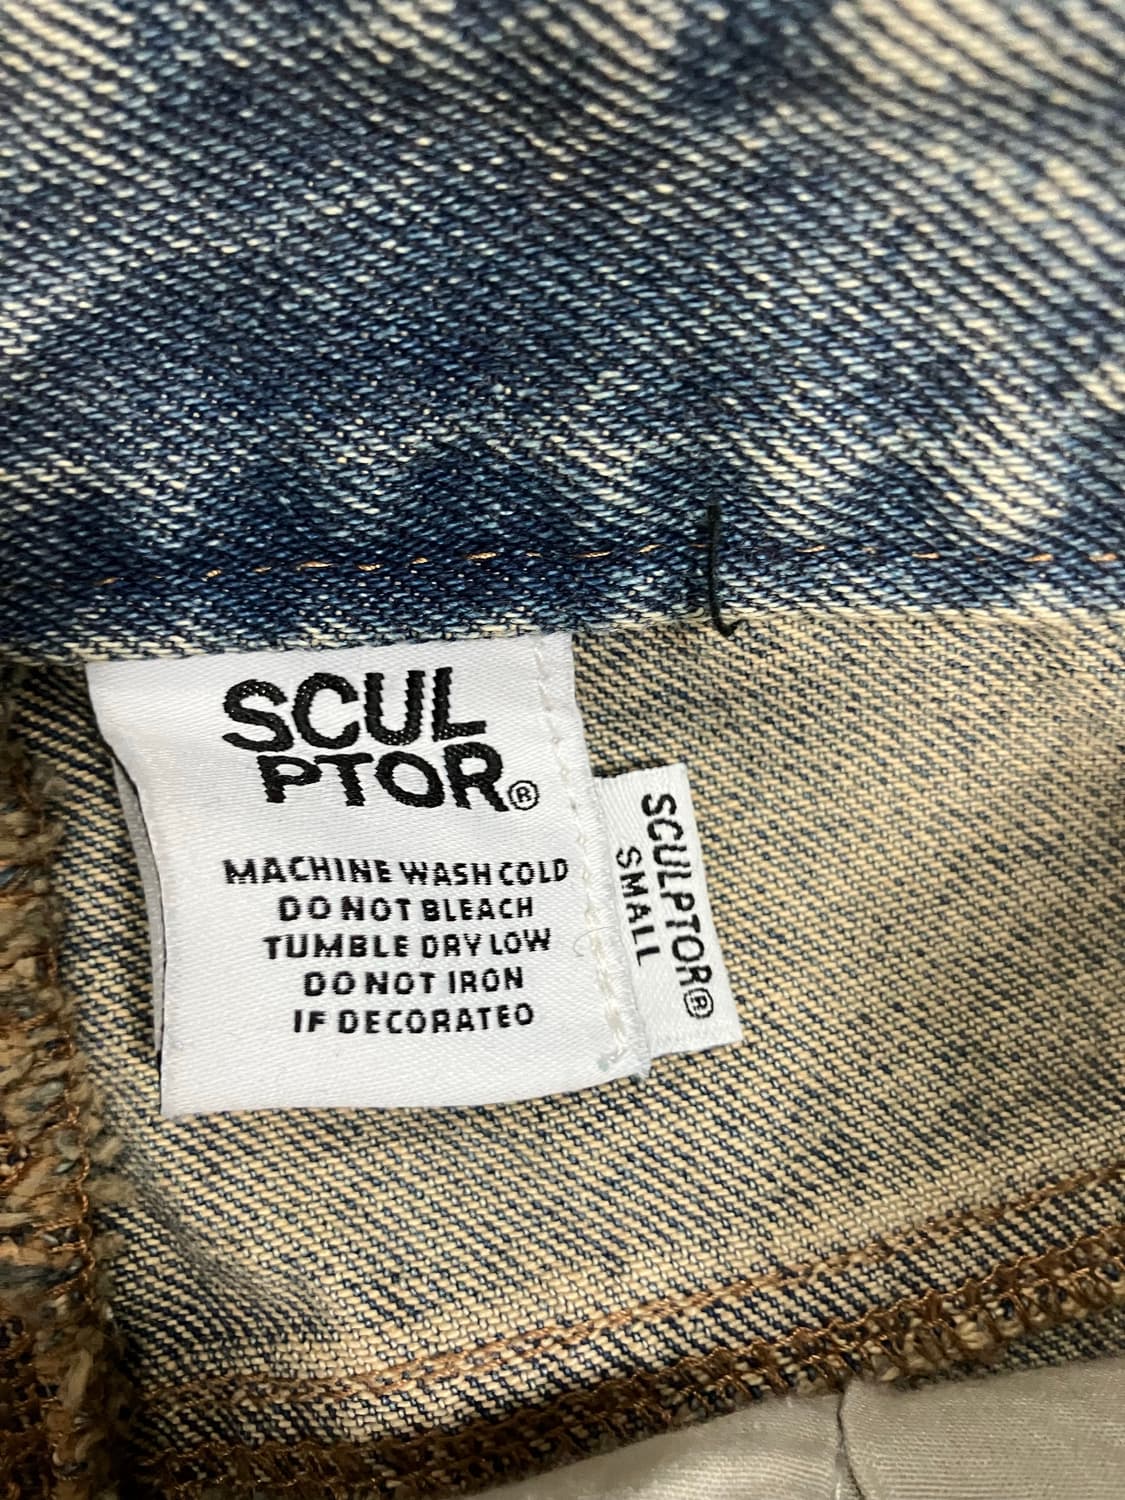 SCUL
PTOR®
MACHINE WASH COLD
DO NOT BLEACH
TUMBLE DRY LOW
DO NOT IRON
IF DECORATED
SCULPTOR®
SMALL